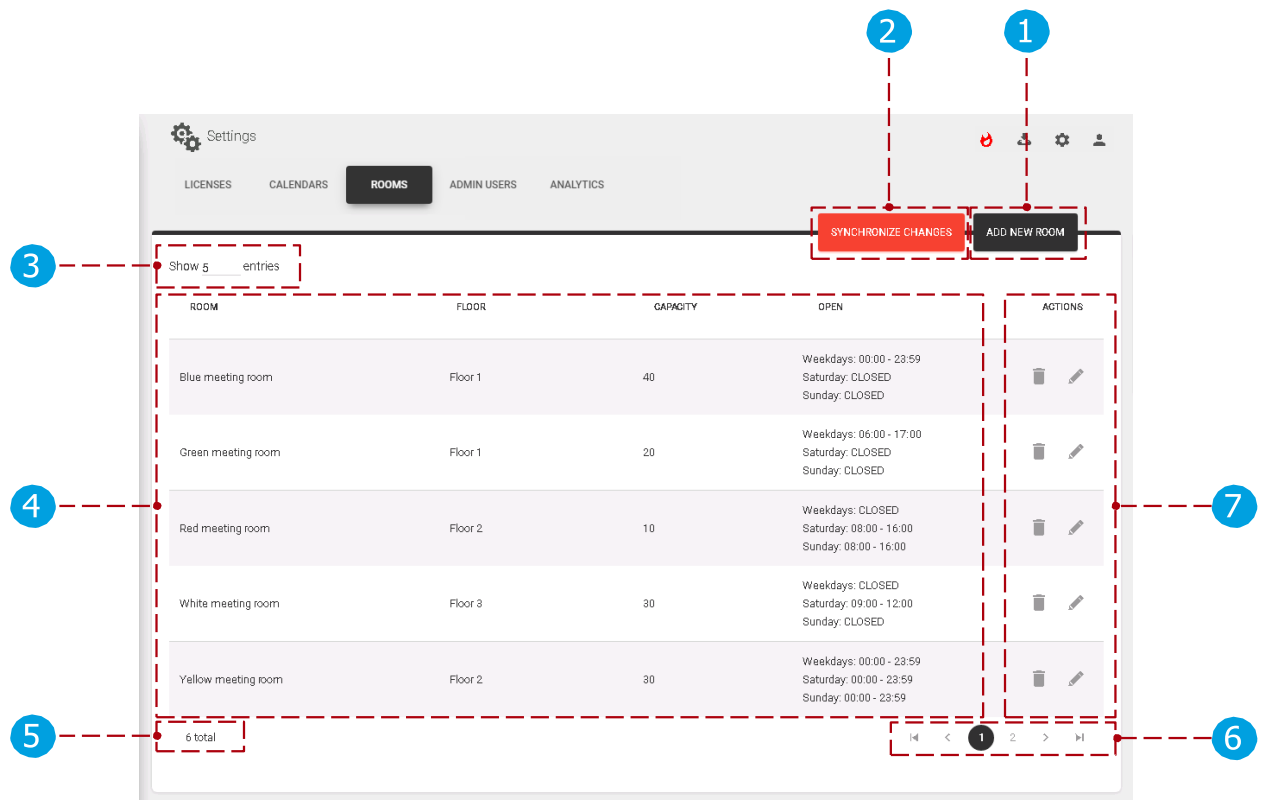 2
1
Settings
LICENSES CALENDARS ROOMS ADMIN USERS ANALYTICS
SYNCHRONIZE CHANGES ADD NEW ROOM
3
Show 5 entries
ROOM FLOOR CAPACITY OPEN ACTIONS
Weekdays: 00:00 - 23:59
Blue meeting room Floor 1 40 Saturday: CLOSED
Sunday: CLOSED
Weekdays: 06:00 - 17:00
Green meeting room Floor 1 20 Saturday: CLOSED
Sunday: CLOSED
4
7
Weekdays: CLOSED
Red meeting room Floor 2 10 Saturday: 08:00 - 16:00
Sunday: 08:00 - 16:00
Weekdays: CLOSED
White meeting room Floor 3 30 Saturday: 09:00 - 12:00
Sunday: CLOSED
Weekdays: 00:00 - 23:59
Yellow meeting room Floor 2 30 Saturday: 00:00 - 23:59
Sunday: 00:00 - 23:59
5
6 total
1 2
6